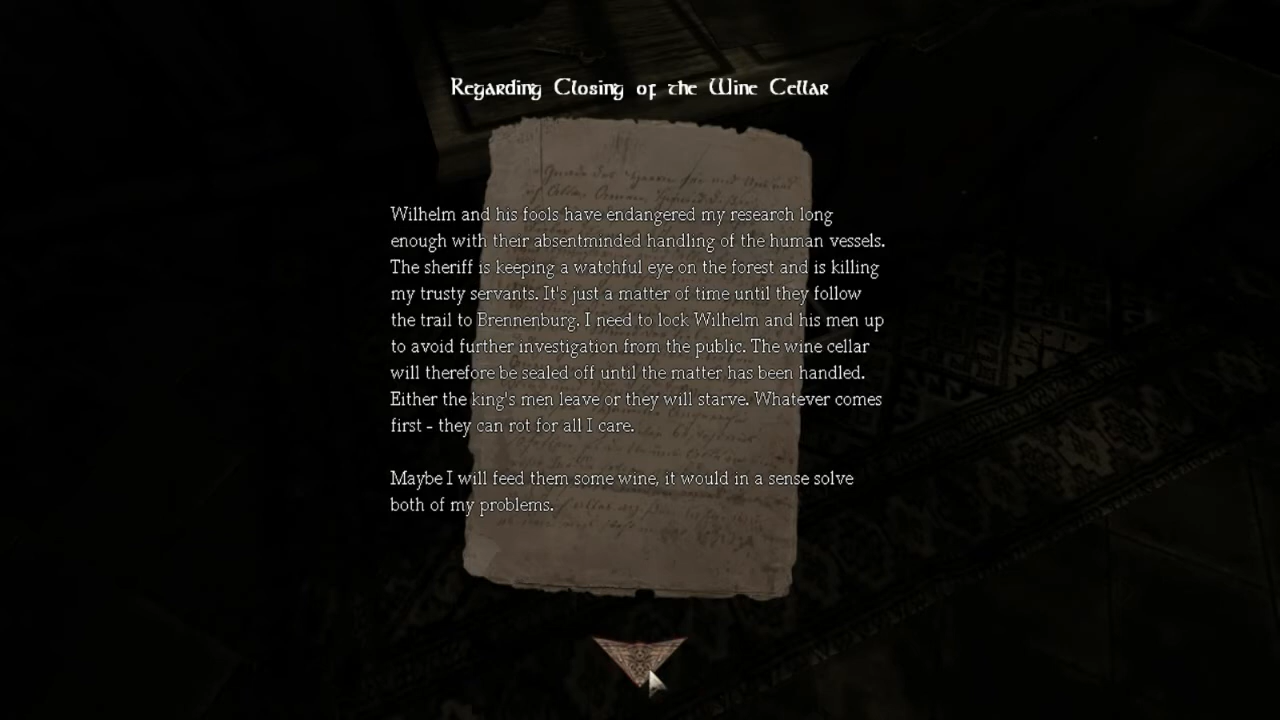 Regarding Closing of the Wine Cellar
Wilhelm and his fools have endangered my research long
enough with their absentminded handling of the human vessels.
The sheriff is keeping a watchful eye on the forest and is killing
my trusty servants. It's just a matter of time until they follow
the trail to Brennenburg. I need to lock Wilhelm and his men up
to avoid further investigation from the public. The wine cellar
will therefore be sealed off until the matter has been handled.
Either the king's men leave or they will starve. Whatever comes
first - they can rot for all I care.
Maybe I will feed them some wine, it would in a sense solve
both of my problems.